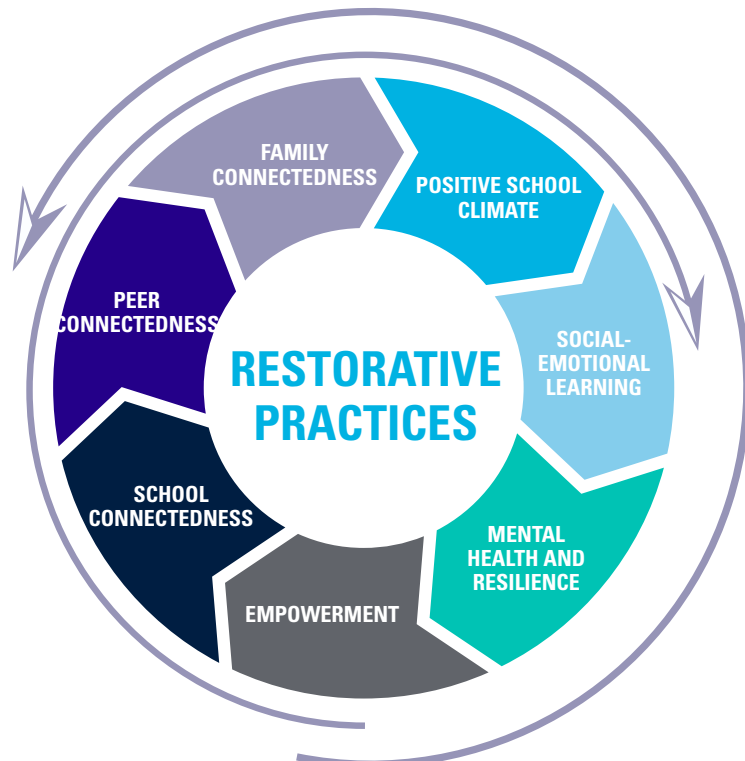 RESTORATIVE
PRACTICES
FAMILY
CONNECTEDNESS
POSITIVE SCHOOL
CLIMATE
SOCIAL-
EMOTIONAL
LEARNING
MENTAL
HEALTH AND
RESILIENCE
EMPOWERMENT
SCHOOL
CONNECTEDNESS
PEER
CONNECTEDNESS